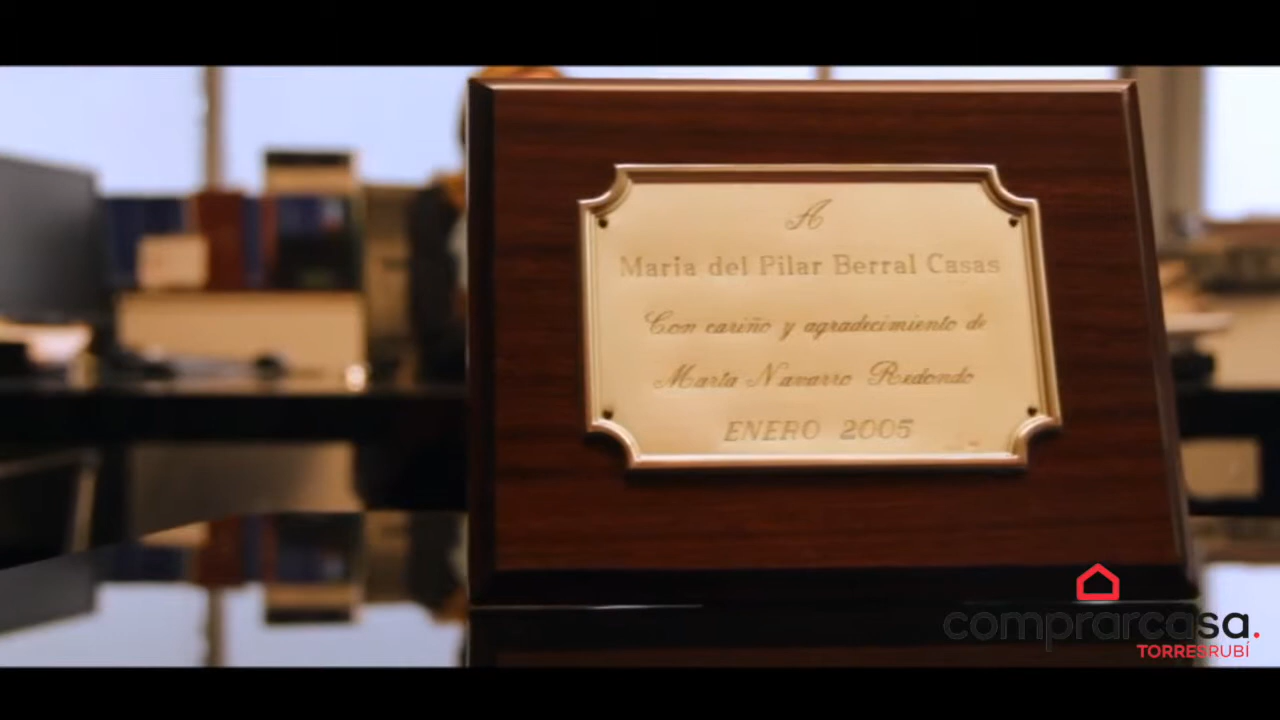 A
Maria del Pilar Berral Casas
Con cariño y agradecimiento de
Marta Navarro Redondo
ENERO 2005
comprarcasa.
TORRESRUBÍ